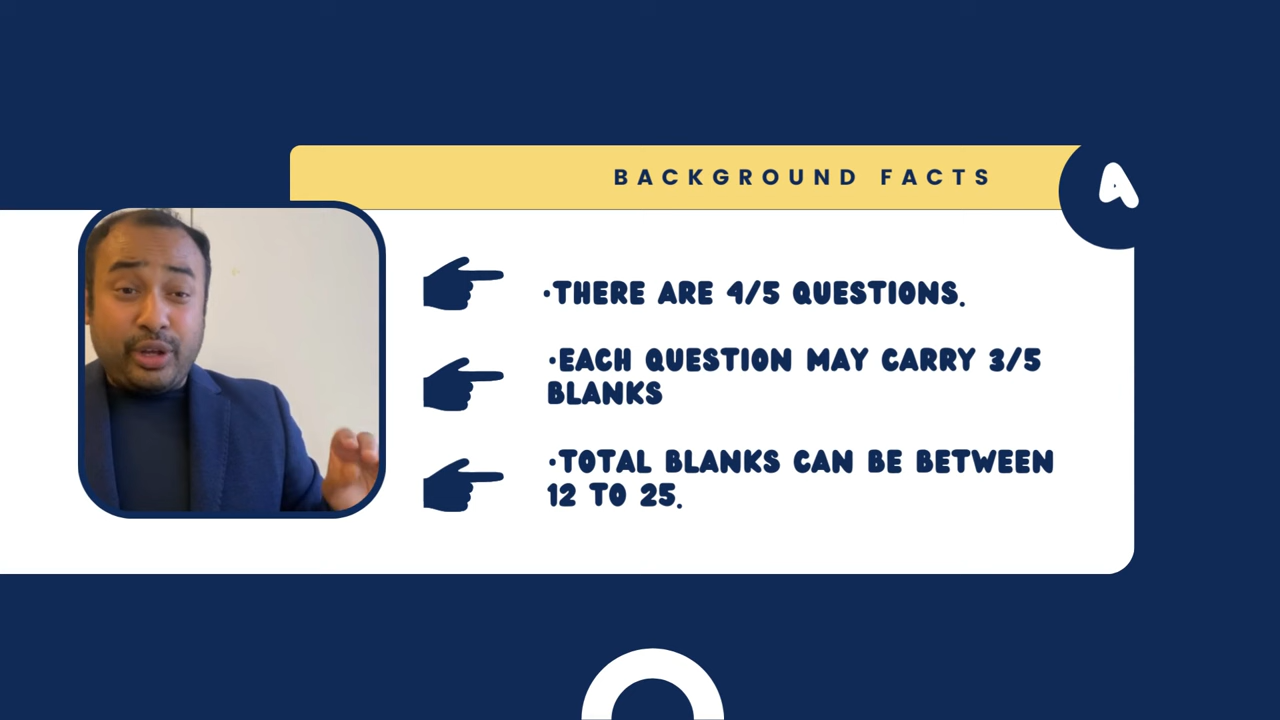 BACKGROUND FACTS
A
·THERE ARE 4/5 QUESTIONS.
·EACH QUESTION MAY CARRY 3/5
BLANKS
·TOTAL BLANKS CAN BE BETWEEN
12 TO 25.